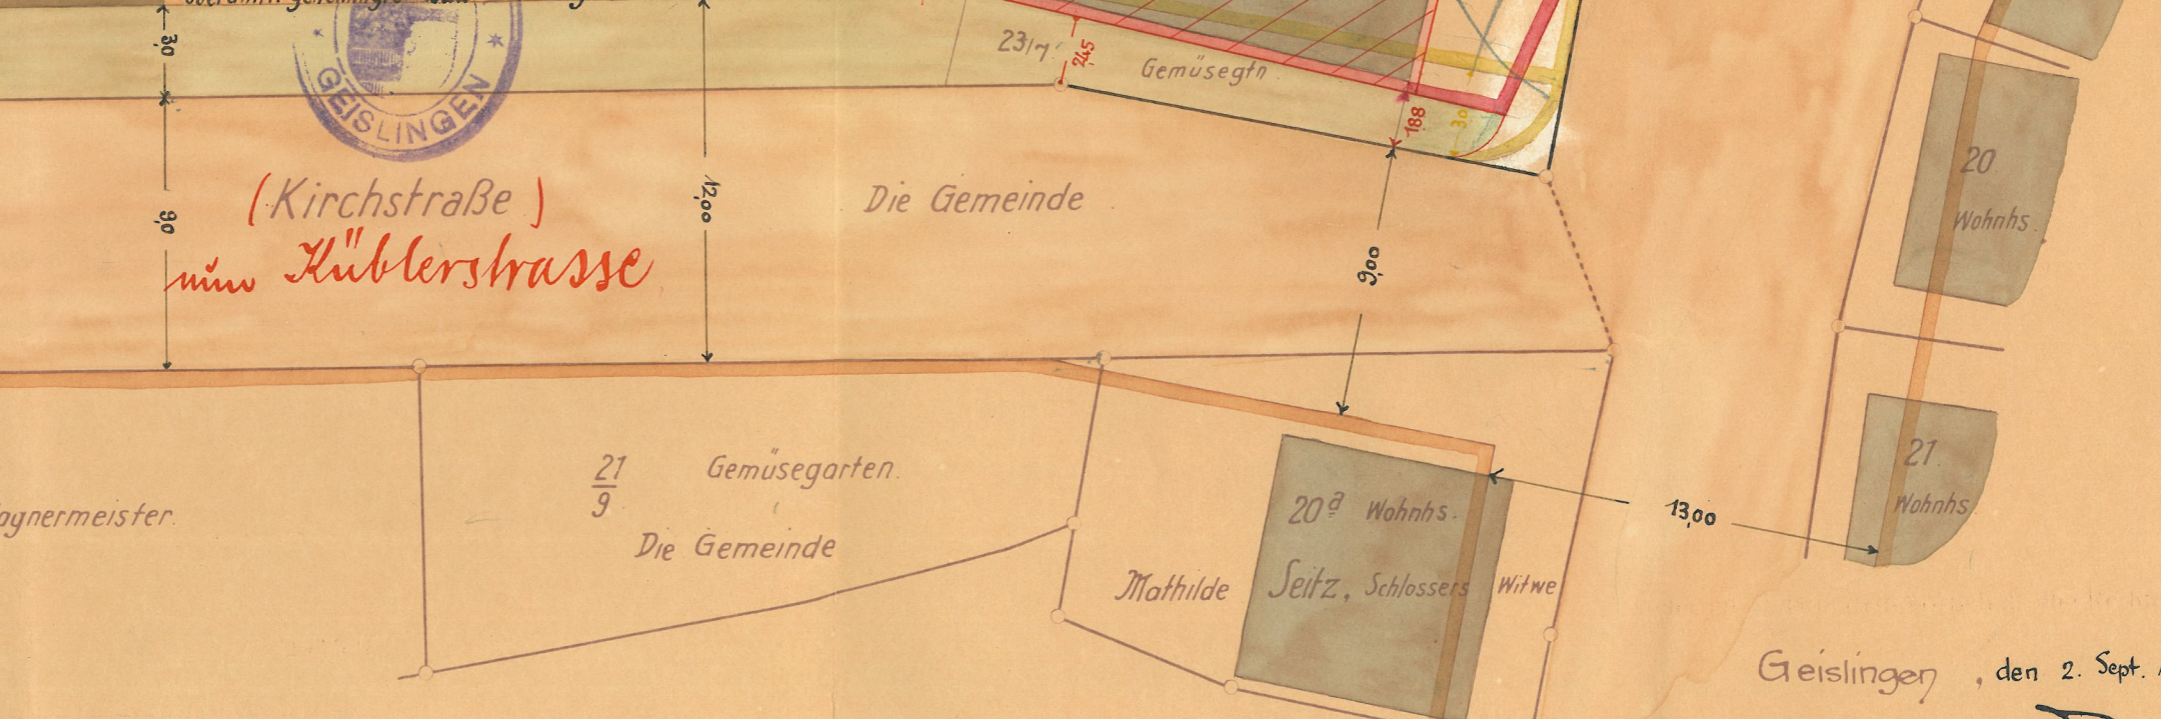 3,0
GEISLINGEN
23/7
2,45
Gemüsegtn
1,88
30
(Kirchstraße)
nun Küblerstrasse
9,0
12,00
Die Gemeinde
9,00
20
Wohnhs.
21
9
Gemüsegarten.
Die Gemeinde
agnermeister.
20a Wohnhs.
Mathilde Seitz, Schlossers Witwe
13,00
21
Wohnhs
Geislingen, den 2. Sept.